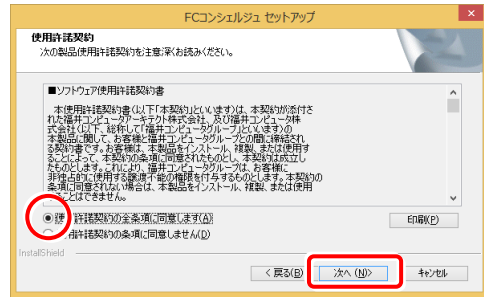 FCコンシェルジュ セットアップ
使用許諾契約
次の製品使用許諾契約を注意深くお読みください。
■ソフトウェア使用許諾契約書
本使用許諾契約書(以下「本契約」といいます)は、本契約が添付さ
れた福井コンピュータアーキテクト株式会社、及び福井コンピュータ株
式会社(以下、総称して「福井コンピュータグループ」といいます)の
本製品に関して、お客様と福井コンピュータグループとの間に締結され
る契約書です。お客様は、本製品をインストール、複製、または使用す
ることによって、本契約の条項に同意されたものとし、本契約は成立し
たものとします。これにより、福井コンピュータグループは、お客様に
非独占的に使用する譲渡不能の権限を付与するものとします。本契約の
条項に同意されない場合は、本製品をインストール、複製、または使用
することはできません。
使用許諾契約の全条項に同意します(A)
使用許諾契約の条項に同意しません(D)
印刷(P)
InstallShield
< 戻る(B)
次へ (N)>
キャンセル